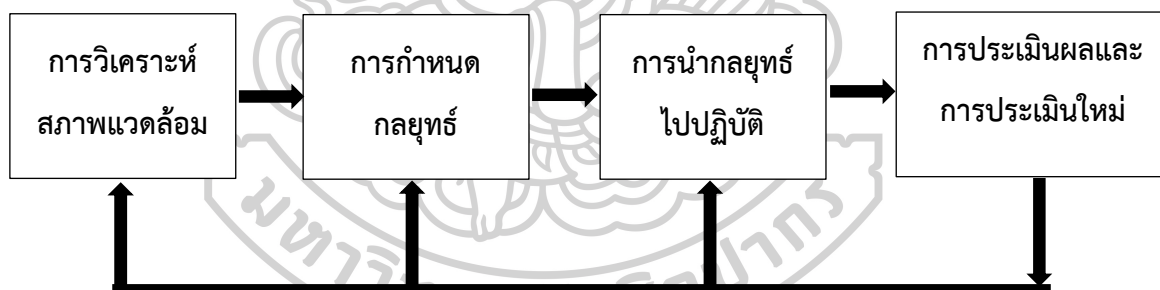 การวิเคราะห์
สภาพแวดล้อม
การกำหนด
กลยุทธ์
การนำกลยุทธ์
ไปปฏิบัติ
การประเมินผลและ
การประเมินใหม่